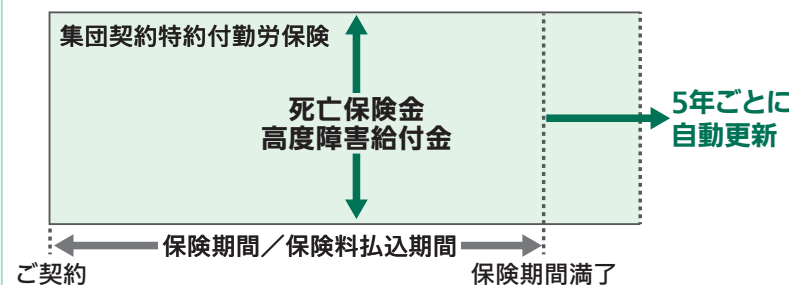 集団契約特約付勤労保険
死亡保険金
高度障害給付金
5年ごとに
自動更新
保険期間／保険料払込期間
ご契約
保険期間満了